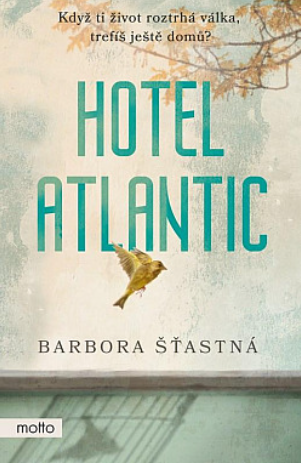 Když ti život roztrhá válka,
trefíš ještě domů?
HOTEL
ATLANTIC
BARBORA ŠŤASTNÁ
motto